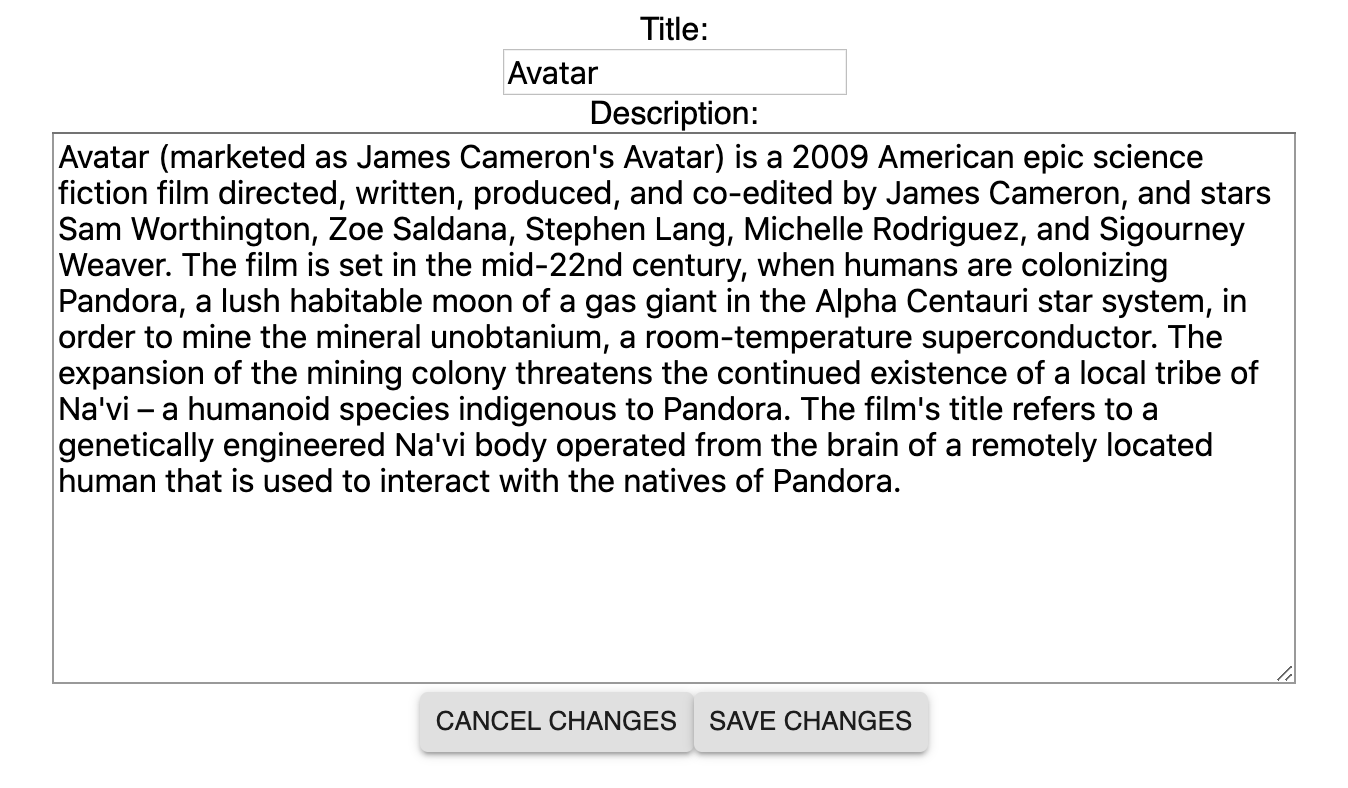 Title:
Avatar
Description:
Avatar (marketed as James Cameron's Avatar) is a 2009 American epic science
fiction film directed, written, produced, and co-edited by James Cameron, and stars
Sam Worthington, Zoe Saldana, Stephen Lang, Michelle Rodriguez, and Sigourney
Weaver. The film is set in the mid-22nd century, when humans are colonizing
Pandora, a lush habitable moon of a gas giant in the Alpha Centauri star system, in
order to mine the mineral unobtanium, a room-temperature superconductor. The
expansion of the mining colony threatens the continued existence of a local tribe of
Na'vi – a humanoid species indigenous to Pandora. The film's title refers to a
genetically engineered Na'vi body operated from the brain of a remotely located
human that is used to interact with the natives of Pandora.
CANCEL CHANGES SAVE CHANGES